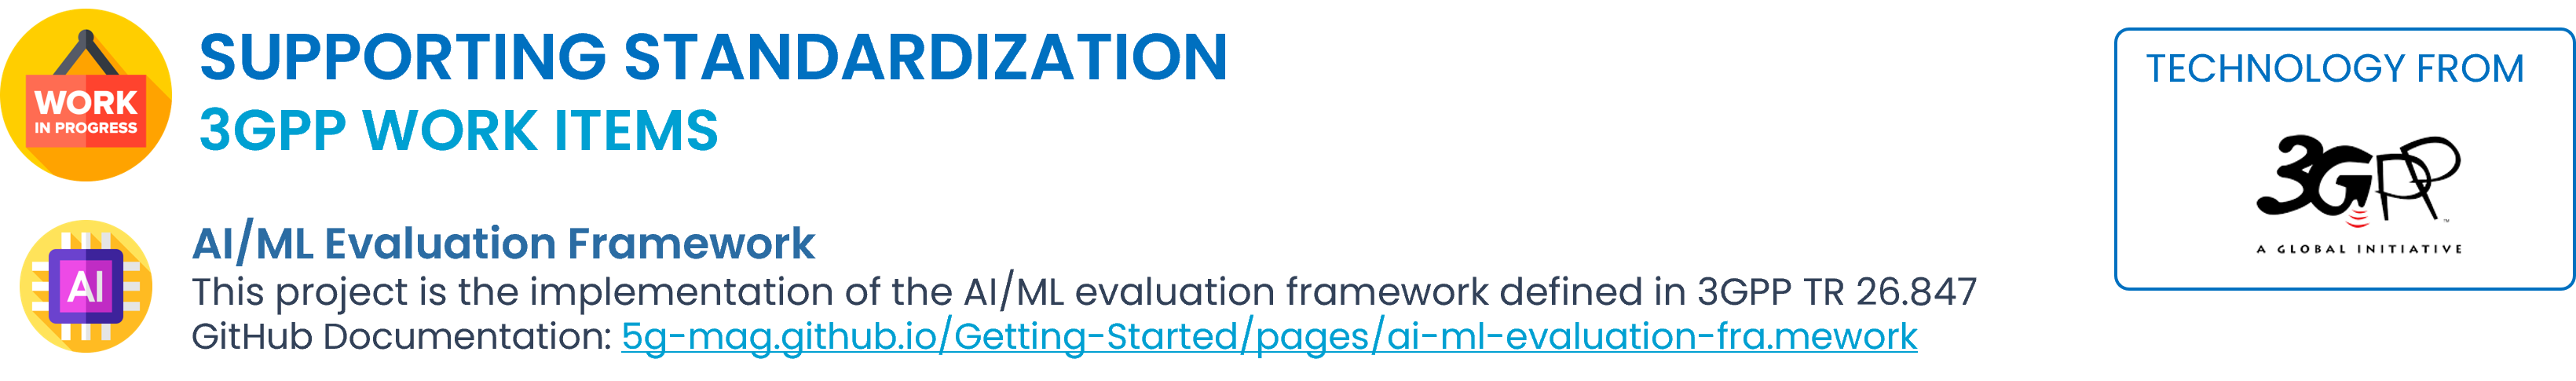 WORK
IN PROGRESS
SUPPORTING STANDARDIZATION
3GPP WORK ITEMS
AI
AI/ML Evaluation Framework
This project is the implementation of the AI/ML evaluation framework defined in 3GPP TR 26.847
GitHub Documentation: 5g-mag.github.io/Getting-Started/pages/ai-ml-evaluation-fra.mework
TECHNOLOGY FROM
3GPP
™
A GLOBAL INITIATIVE